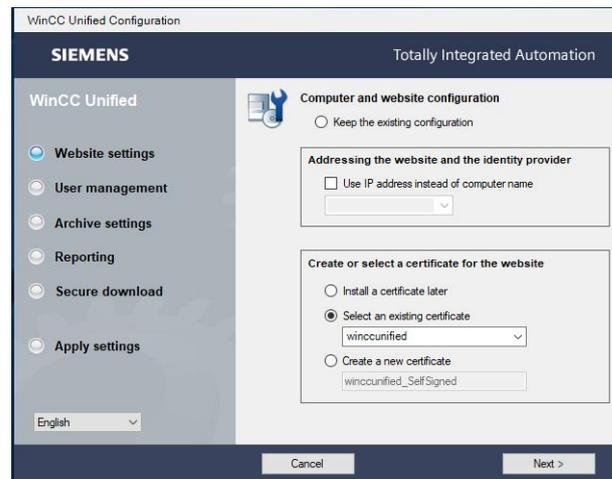 WinCC Unified Configuration
SIEMENS
Totally Integrated Automation
WinCC Unified
Website settings
User management
Archive settings
Reporting
Secure download
Apply settings
English
Computer and website configuration
Keep the existing configuration
Addressing the website and the identity provider
Use IP address instead of computer name
Create or select a certificate for the website
Install a certificate later
Select an existing certificate
winccunified
Create a new certificate
winccunified_SelfSigned
Cancel
Next >